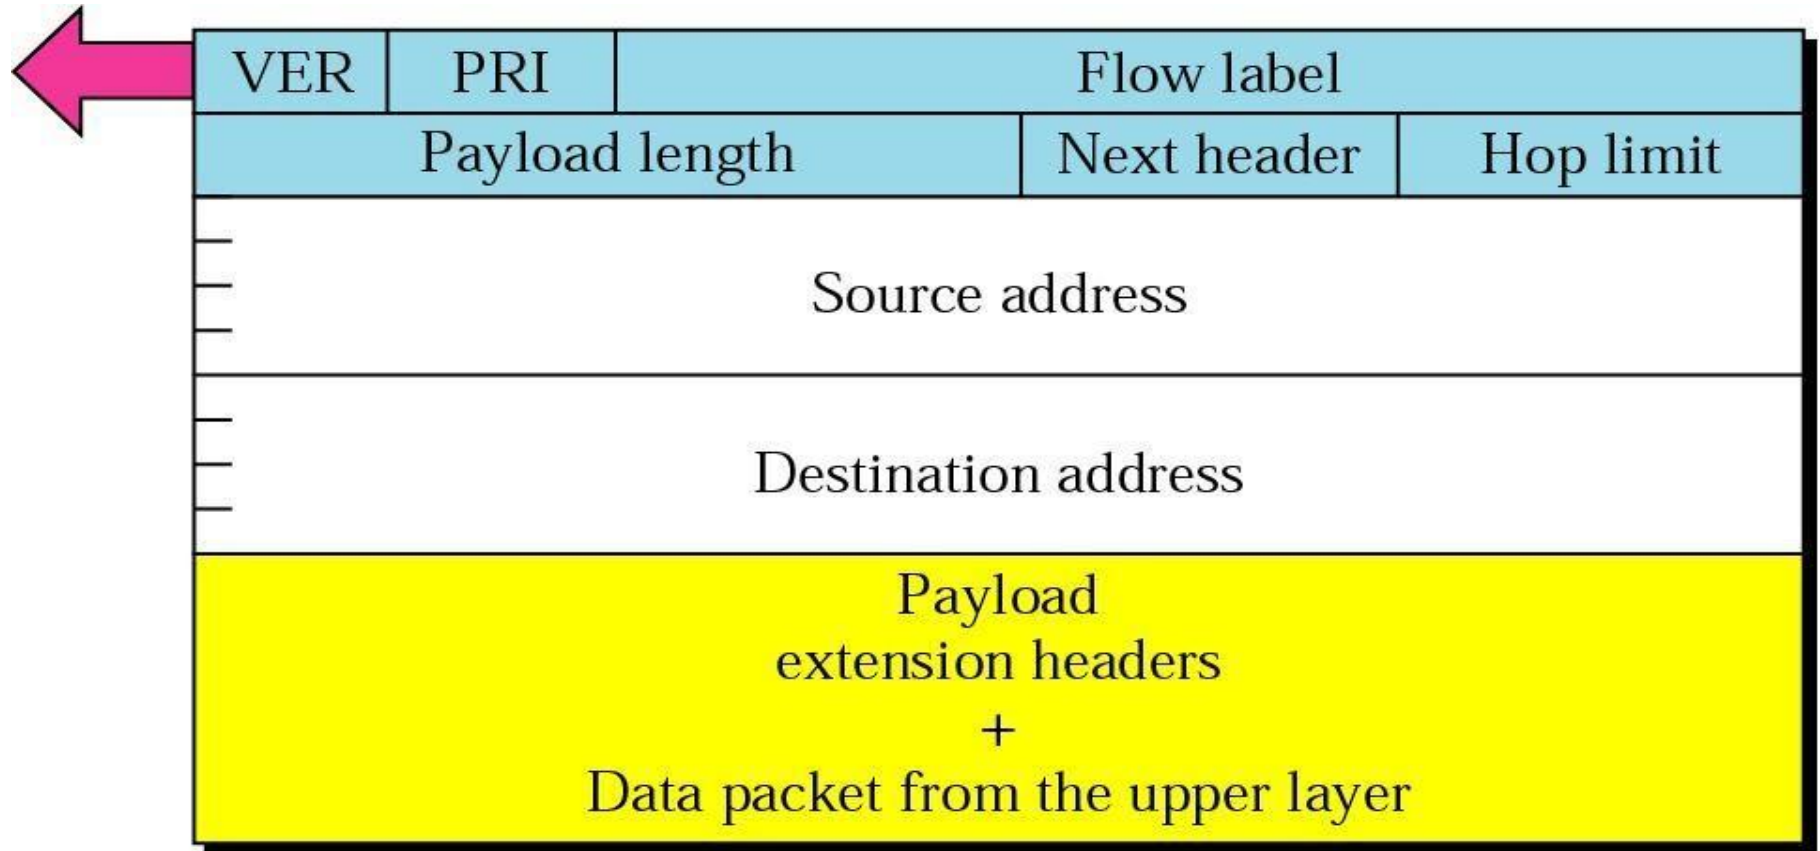 VER PRI Flow label
Payload length Next header Hop limit
Source address
Destination address
Payload
extension headers
+
Data packet from the upper layer